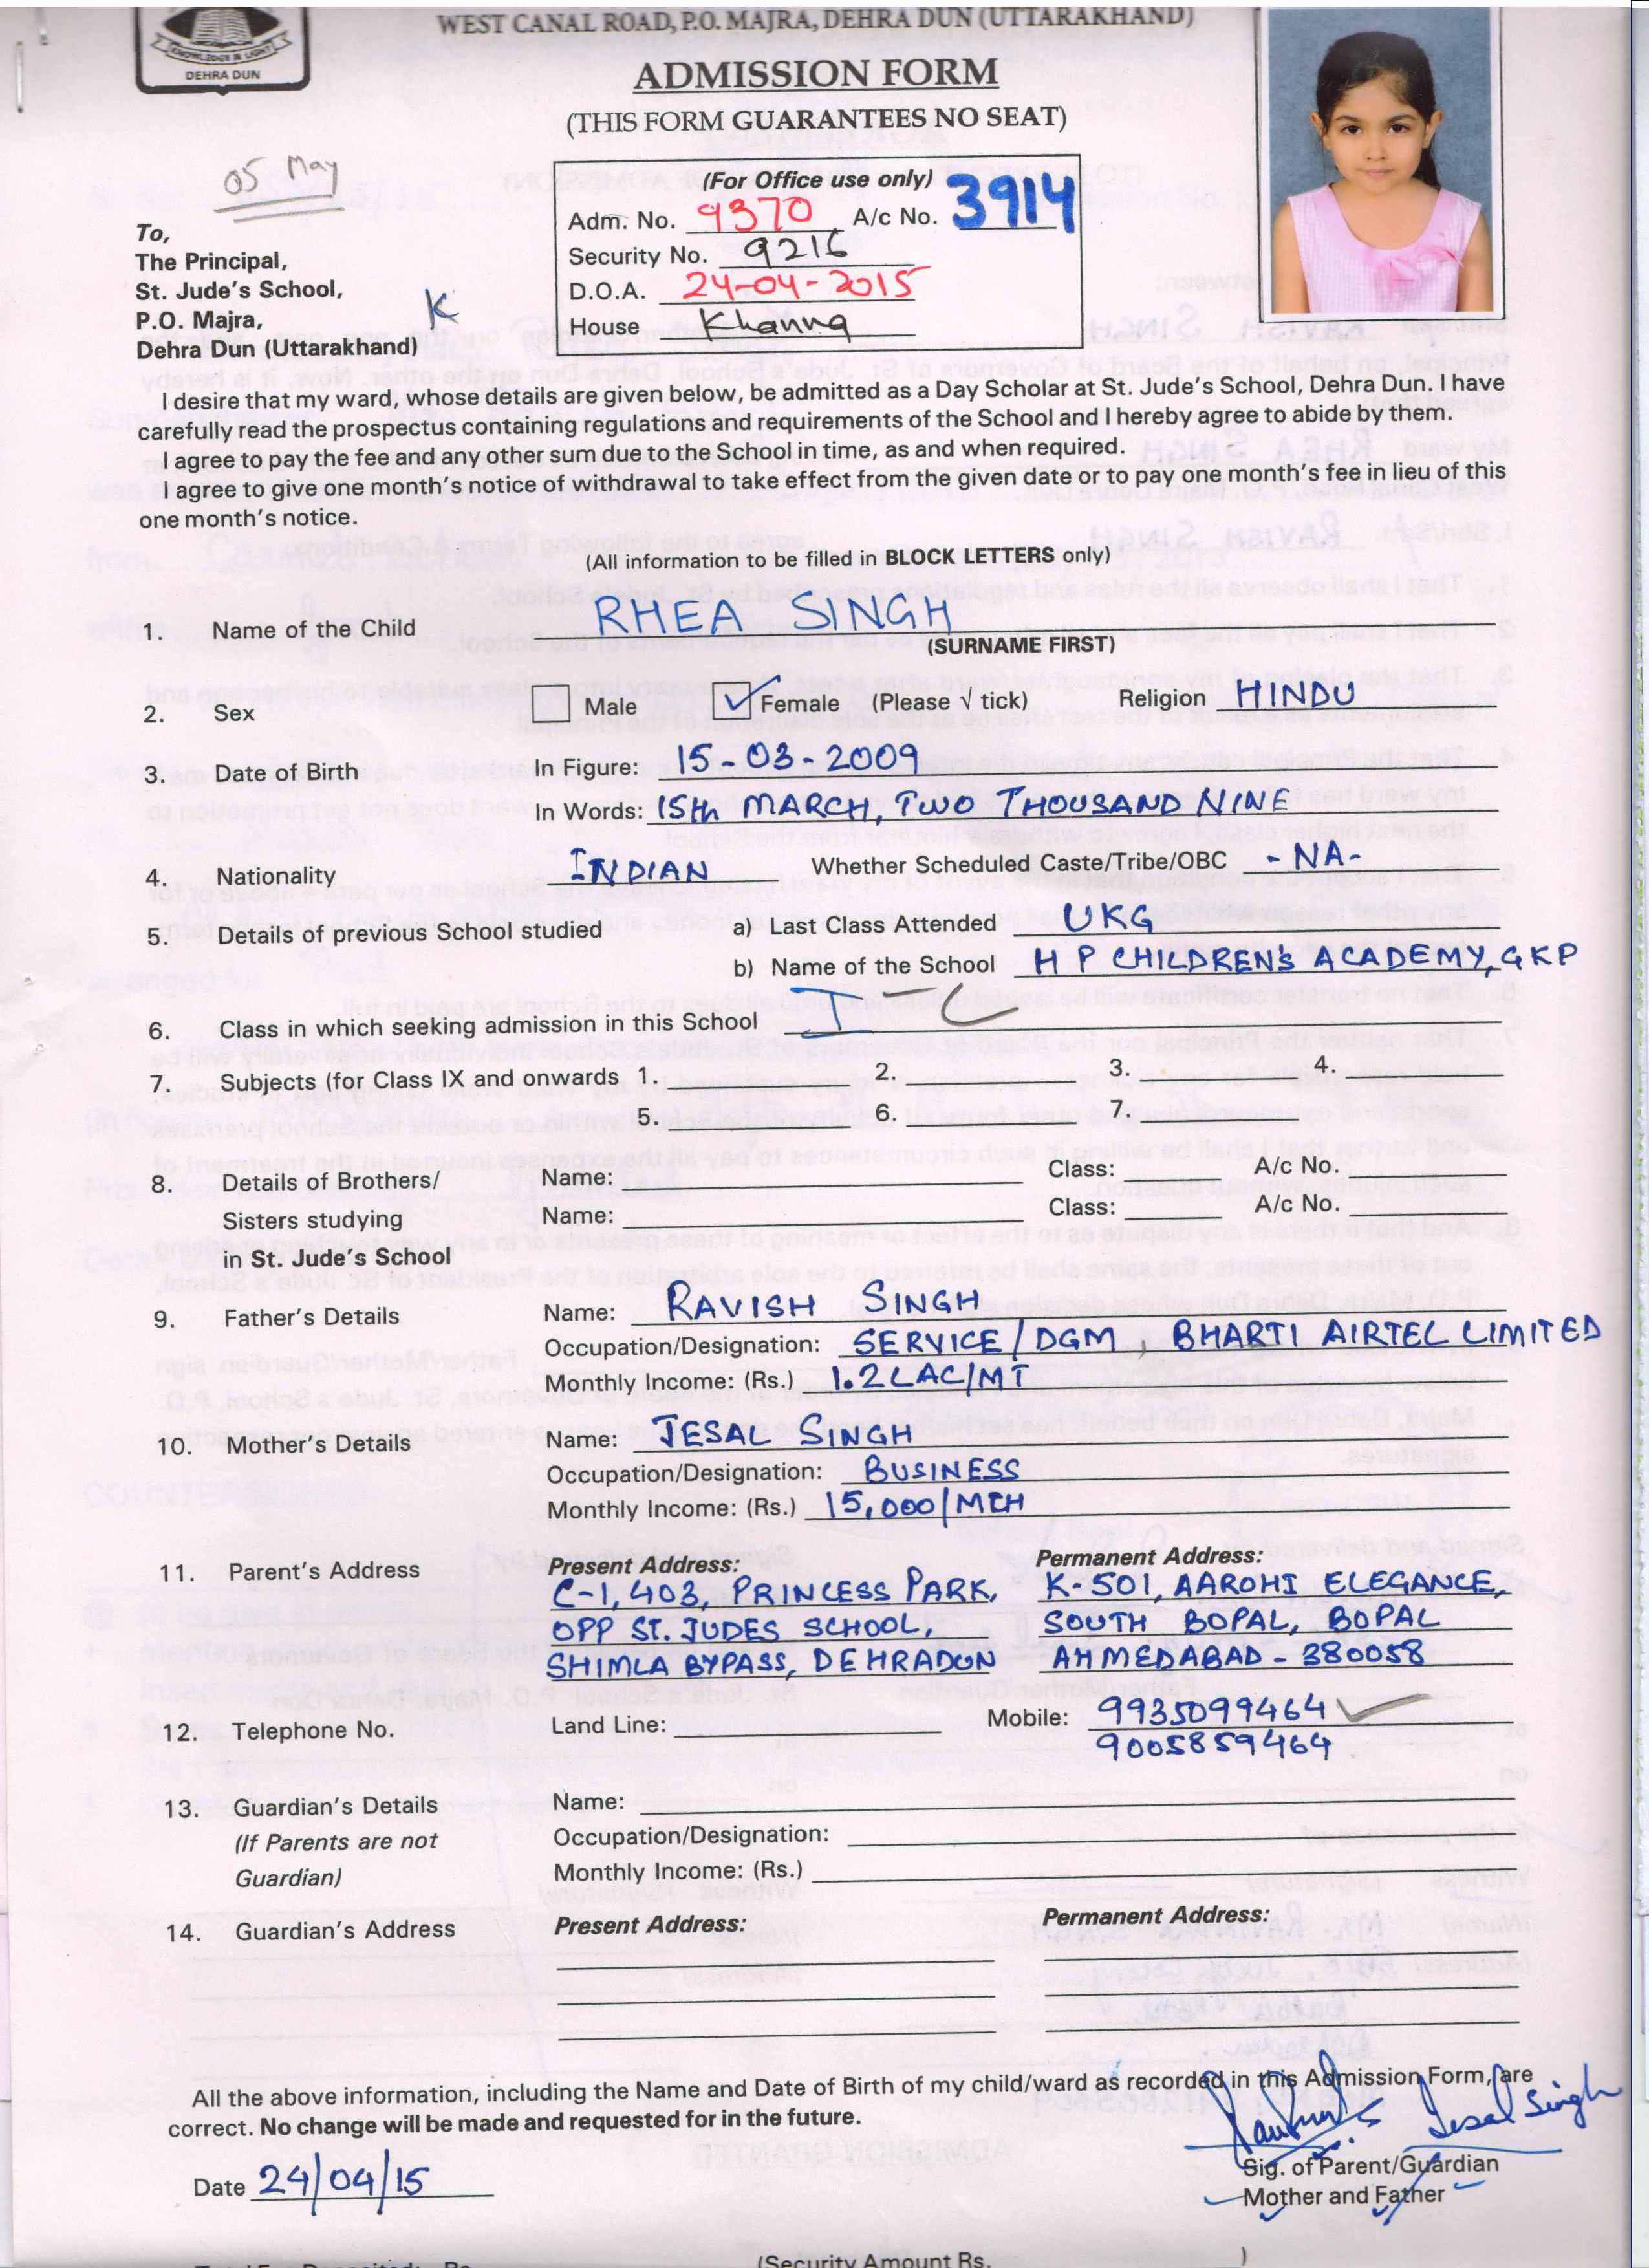 WEST CANAL ROAD, P.O. MAJRA, DEHRA DUN (UTTARAKHAND)
KNOWLEDGE IS LIGHT
DEHRA DUN
ADMISSION FORM
(THIS FORM GUARANTEES NO SEAT)
05 May
(For Office use only)
Adm. No. 9370 A/c No. 3914
Security No. 9216
D.O.A. 24-04-2015
House Khanna
To,
The Principal,
St. Jude's School,
P.O. Majra,
Dehra Dun (Uttarakhand)
K
I desire that my ward, whose details are given below, be admitted as a Day Scholar at St. Jude's School, Dehra Dun. I have
carefully read the prospectus containing regulations and requirements of the School and I hereby agree to abide by them.
I agree to pay the fee and any other sum due to the School in time, as and when required.
I agree to give one month's notice of withdrawal to take effect from the given date or to pay one month's fee in lieu of this
one month's notice.
(All information to be filled in BLOCK LETTERS only)
1. Name of the Child RHEA SINGH
(SURNAME FIRST)
2. Sex Male Female (Please √ tick) Religion HINDU
3. Date of Birth In Figure: 15-03-2009
In Words: 15th MARCH, TWO THOUSAND NINE
4. Nationality INDIAN Whether Scheduled Caste/Tribe/OBC -NA-
5. Details of previous School studied a) Last Class Attended UKG
b) Name of the School H P CHILDREN'S ACADEMY, GKP
6. Class in which seeking admission in this School I - C
7. Subjects (for Class IX and onwards 1. 2. 3. 4.
5. 6. 7.
8. Details of Brothers/ Name: Class: A/c No.
Sisters studying Name: Class: A/c No.
in St. Jude's School
9. Father's Details Name: RAVISH SINGH
Occupation/Designation: SERVICE/DGM, BHARTI AIRTEL LIMITED
Monthly Income: (Rs.) 1.2 LAC/MT
10. Mother's Details Name: JESAL SINGH
Occupation/Designation: BUSINESS
Monthly Income: (Rs.) 15,000/MTH
11. Parent's Address Present Address: Permanent Address:
C-1, 403, PRINCESS PARK, K-501, AAROHI ELEGANCE,
OPP ST. JUDES SCHOOL, SOUTH BOPAL, BOPAL
SHIMLA BYPASS, DEHRADUN AHMEDABAD - 380058
12. Telephone No. Land Line: Mobile: 9935099464
9005859464
13. Guardian's Details Name:
(If Parents are not Occupation/Designation:
Guardian) Monthly Income: (Rs.)
14. Guardian's Address Present Address: Permanent Address:
All the above information, including the Name and Date of Birth of my child/ward as recorded in this Admission Form, are
correct. No change will be made and requested for in the future.
Jesal Singh
Date 24/04/15
Sig. of Parent/Guardian
Mother and Father
(Security Amount Rs. )